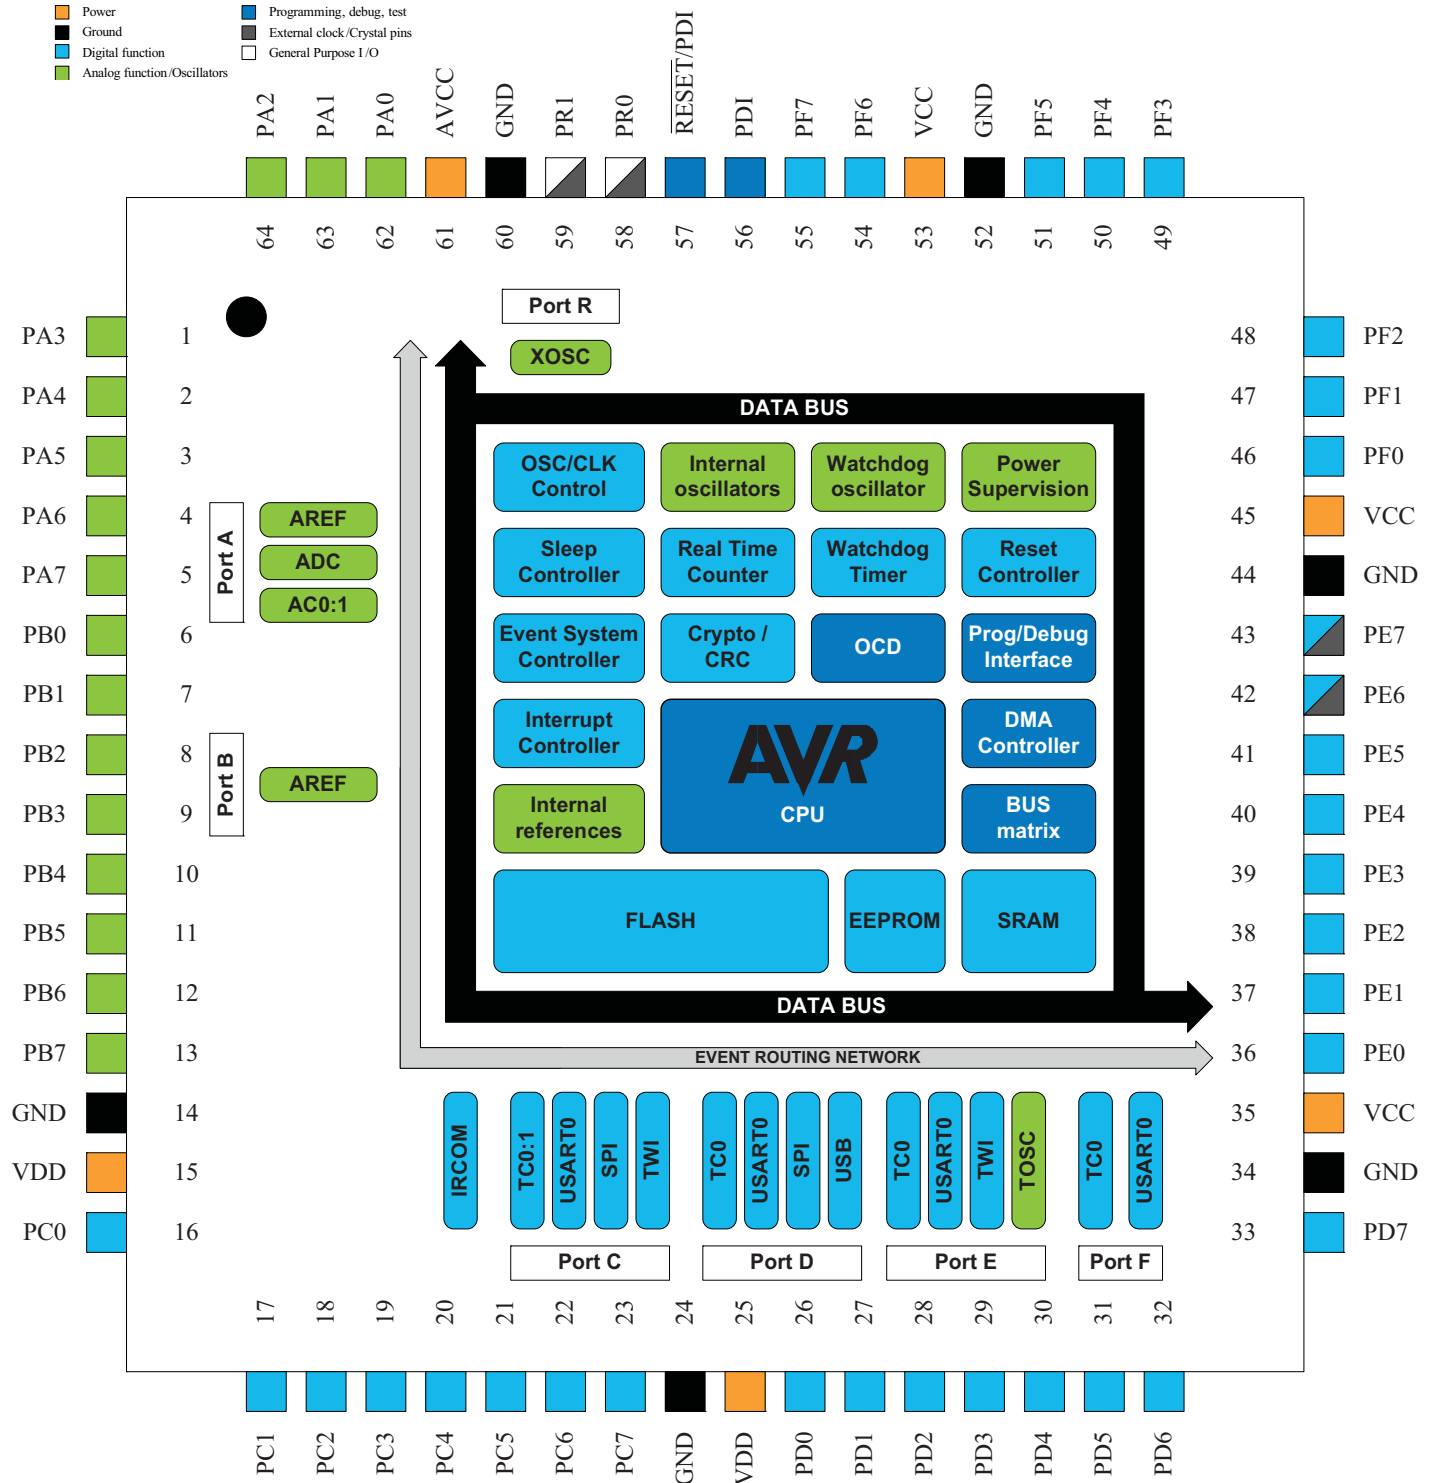 Power
Ground
Digital function
Analog function/Oscillators
Programming, debug, test
External clock/Crystal pins
General Purpose I/O
PA2
PA1
PA0
AVCC
GND
PR1
PR0
RESET/PDI
PDI
PF7
PF6
VCC
GND
PF5
PF4
PF3
64
63
62
61
60
59
58
57
56
55
54
53
52
51
50
49
PA3 1
PA4 2
PA5 3
PA6 4
PA7 5
PB0 6
PB1 7
PB2 8
PB3 9
PB4 10
PB5 11
PB6 12
PB7 13
GND 14
VDD 15
PC0 16
Port A
AREF
ADC
AC0:1
Port B
AREF
Port R
XOSC
DATA BUS
OSC/CLK
Control
Internal
oscillators
Watchdog
oscillator
Power
Supervision
Sleep
Controller
Real Time
Counter
Watchdog
Timer
Reset
Controller
Event System
Controller
Crypto /
CRC
OCD
Prog/Debug
Interface
Interrupt
Controller
AVR
CPU
DMA
Controller
Internal
references
BUS
matrix
FLASH
EEPROM
SRAM
DATA BUS
EVENT ROUTING NETWORK
IRCOM
TC0:1
USART0
SPI
TWI
TC0
USART0
SPI
USB
TC0
USART0
TWI
TOSC
TC0
USART0
Port C
Port D
Port E
Port F
48 PF2
47 PF1
46 PF0
45 VCC
44 GND
43 PE7
42 PE6
41 PE5
40 PE4
39 PE3
38 PE2
37 PE1
36 PE0
35 VCC
34 GND
33 PD7
17
18
19
20
21
22
23
24
25
26
27
28
29
30
31
32
PC1
PC2
PC3
PC4
PC5
PC6
PC7
GND
VDD
PD0
PD1
PD2
PD3
PD4
PD5
PD6